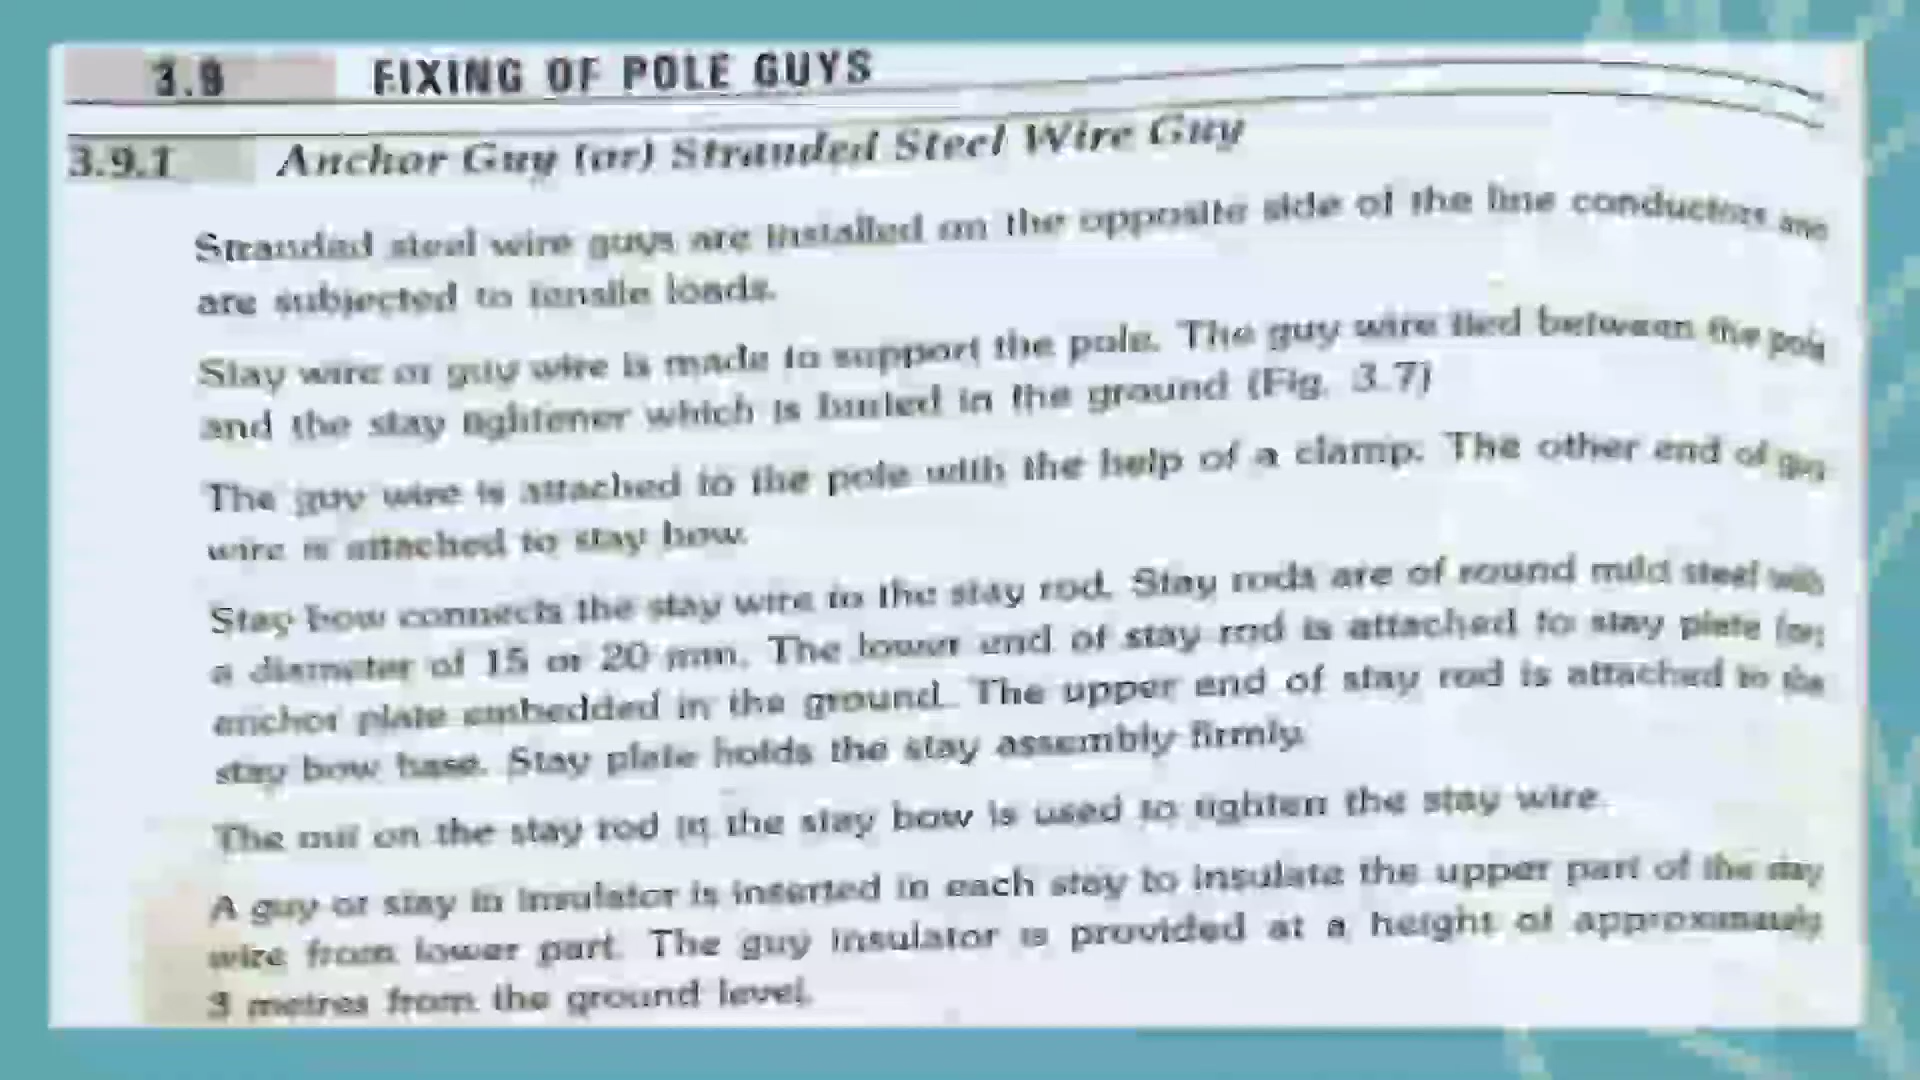 3.9 FIXING OF POLE GUYS
3.9.1 Anchor Guy (or) Stranded Steel Wire Guy
Stranded steel wire guys are installed on the opposite side of the line conductors and
are subjected to tensile loads.
Stay wire or guy wire is made to support the pole. The guy wire tied between the pole
and the stay tightener which is buried in the ground (Fig. 3.7)
The guy wire is attached to the pole with the help of a clamp. The other end of guy
wire is attached to stay bow.
Stay bow connects the stay wire to the stay rod. Stay rods are of round mild steel with
a diameter of 15 or 20 mm. The lower end of stay rod is attached to stay plate (or)
anchor plate embedded in the ground. The upper end of stay rod is attached to the
stay bow base. Stay plate holds the stay assembly firmly.
The nut on the stay rod in the stay bow is used to tighten the stay wire.
A guy or stay in insulator is inserted in each stay to insulate the upper part of the stay
wire from lower part. The guy insulator is provided at a height of approximately
3 metres from the ground level.